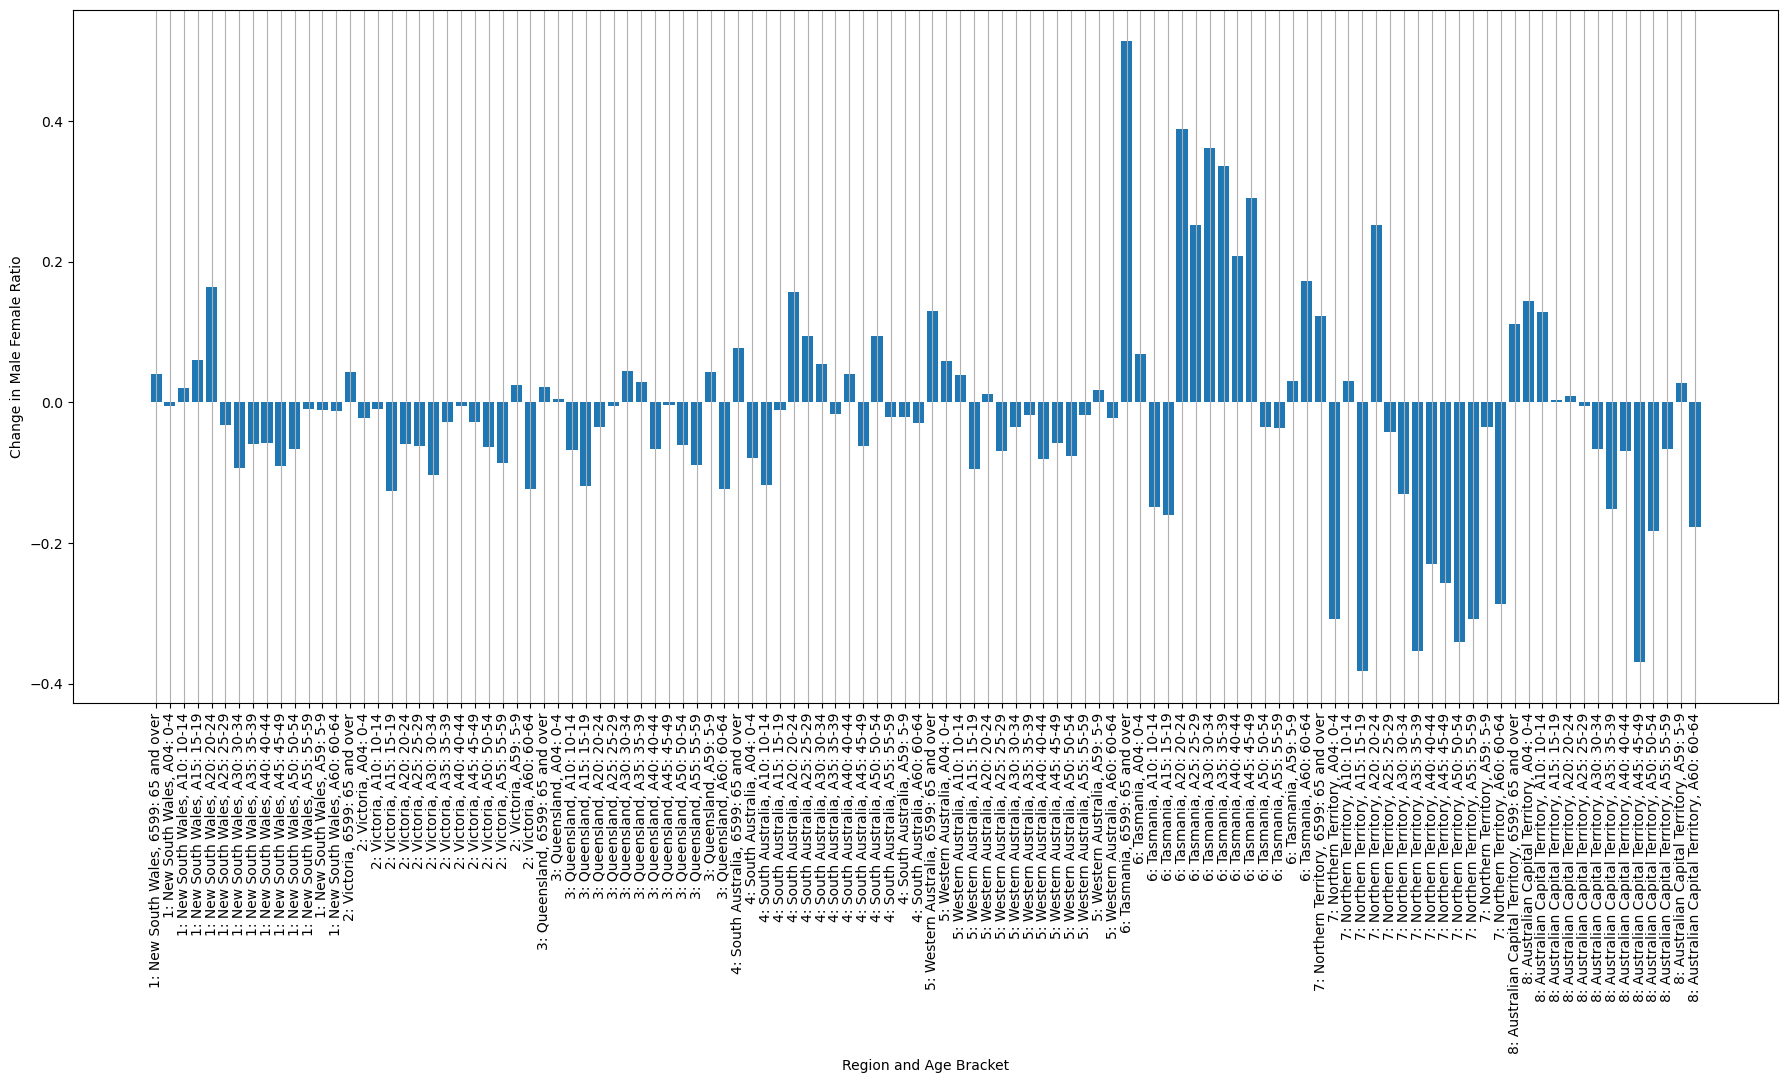 Change in Male Female Ratio
0.4
0.2
0.0
−0.2
−0.4
1: New South Wales, 6599: 65 and over
1: New South Wales, A04: 0-4
1: New South Wales, A10: 10-14
1: New South Wales, A15: 15-19
1: New South Wales, A20: 20-24
1: New South Wales, A25: 25-29
1: New South Wales, A30: 30-34
1: New South Wales, A35: 35-39
1: New South Wales, A40: 40-44
1: New South Wales, A45: 45-49
1: New South Wales, A50: 50-54
1: New South Wales, A55: 55-59
1: New South Wales, A59: 5-9
1: New South Wales, A60: 60-64
2: Victoria, 6599: 65 and over
2: Victoria, A04: 0-4
2: Victoria, A10: 10-14
2: Victoria, A15: 15-19
2: Victoria, A20: 20-24
2: Victoria, A25: 25-29
2: Victoria, A30: 30-34
2: Victoria, A35: 35-39
2: Victoria, A40: 40-44
2: Victoria, A45: 45-49
2: Victoria, A50: 50-54
2: Victoria, A55: 55-59
2: Victoria, A59: 5-9
2: Victoria, A60: 60-64
3: Queensland, 6599: 65 and over
3: Queensland, A04: 0-4
3: Queensland, A10: 10-14
3: Queensland, A15: 15-19
3: Queensland, A20: 20-24
3: Queensland, A25: 25-29
3: Queensland, A30: 30-34
3: Queensland, A35: 35-39
3: Queensland, A40: 40-44
3: Queensland, A45: 45-49
3: Queensland, A50: 50-54
3: Queensland, A55: 55-59
3: Queensland, A59: 5-9
3: Queensland, A60: 60-64
4: South Australia, 6599: 65 and over
4: South Australia, A04: 0-4
4: South Australia, A10: 10-14
4: South Australia, A15: 15-19
4: South Australia, A20: 20-24
4: South Australia, A25: 25-29
4: South Australia, A30: 30-34
4: South Australia, A35: 35-39
4: South Australia, A40: 40-44
4: South Australia, A45: 45-49
4: South Australia, A50: 50-54
4: South Australia, A55: 55-59
4: South Australia, A59: 5-9
4: South Australia, A60: 60-64
5: Western Australia, 6599: 65 and over
5: Western Australia, A04: 0-4
5: Western Australia, A10: 10-14
5: Western Australia, A15: 15-19
5: Western Australia, A20: 20-24
5: Western Australia, A25: 25-29
5: Western Australia, A30: 30-34
5: Western Australia, A35: 35-39
5: Western Australia, A40: 40-44
5: Western Australia, A45: 45-49
5: Western Australia, A50: 50-54
5: Western Australia, A55: 55-59
5: Western Australia, A59: 5-9
5: Western Australia, A60: 60-64
6: Tasmania, 6599: 65 and over
6: Tasmania, A04: 0-4
6: Tasmania, A10: 10-14
6: Tasmania, A15: 15-19
6: Tasmania, A20: 20-24
6: Tasmania, A25: 25-29
6: Tasmania, A30: 30-34
6: Tasmania, A35: 35-39
6: Tasmania, A40: 40-44
6: Tasmania, A45: 45-49
6: Tasmania, A50: 50-54
6: Tasmania, A55: 55-59
6: Tasmania, A59: 5-9
6: Tasmania, A60: 60-64
7: Northern Territory, 6599: 65 and over
7: Northern Territory, A04: 0-4
7: Northern Territory, A10: 10-14
7: Northern Territory, A15: 15-19
7: Northern Territory, A20: 20-24
7: Northern Territory, A25: 25-29
7: Northern Territory, A30: 30-34
7: Northern Territory, A35: 35-39
7: Northern Territory, A40: 40-44
7: Northern Territory, A45: 45-49
7: Northern Territory, A50: 50-54
7: Northern Territory, A55: 55-59
7: Northern Territory, A59: 5-9
7: Northern Territory, A60: 60-64
8: Australian Capital Territory, 6599: 65 and over
8: Australian Capital Territory, A04: 0-4
8: Australian Capital Territory, A10: 10-14
8: Australian Capital Territory, A15: 15-19
8: Australian Capital Territory, A20: 20-24
8: Australian Capital Territory, A25: 25-29
8: Australian Capital Territory, A30: 30-34
8: Australian Capital Territory, A35: 35-39
8: Australian Capital Territory, A40: 40-44
8: Australian Capital Territory, A45: 45-49
8: Australian Capital Territory, A50: 50-54
8: Australian Capital Territory, A55: 55-59
8: Australian Capital Territory, A59: 5-9
8: Australian Capital Territory, A60: 60-64
Region and Age Bracket